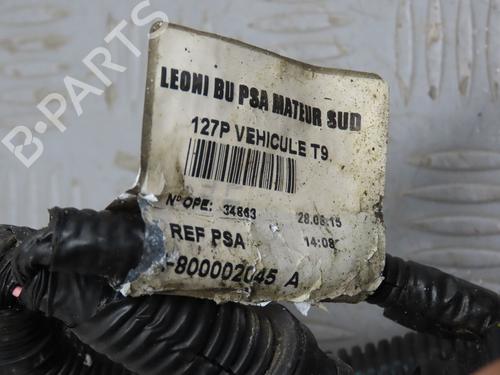 B-PARTS
LEONI BU PSA MATEUR SUD
127P VEHICULE T9
N° OPE: 34863 28.08.15
REF PSA 14:08
-800002045 A